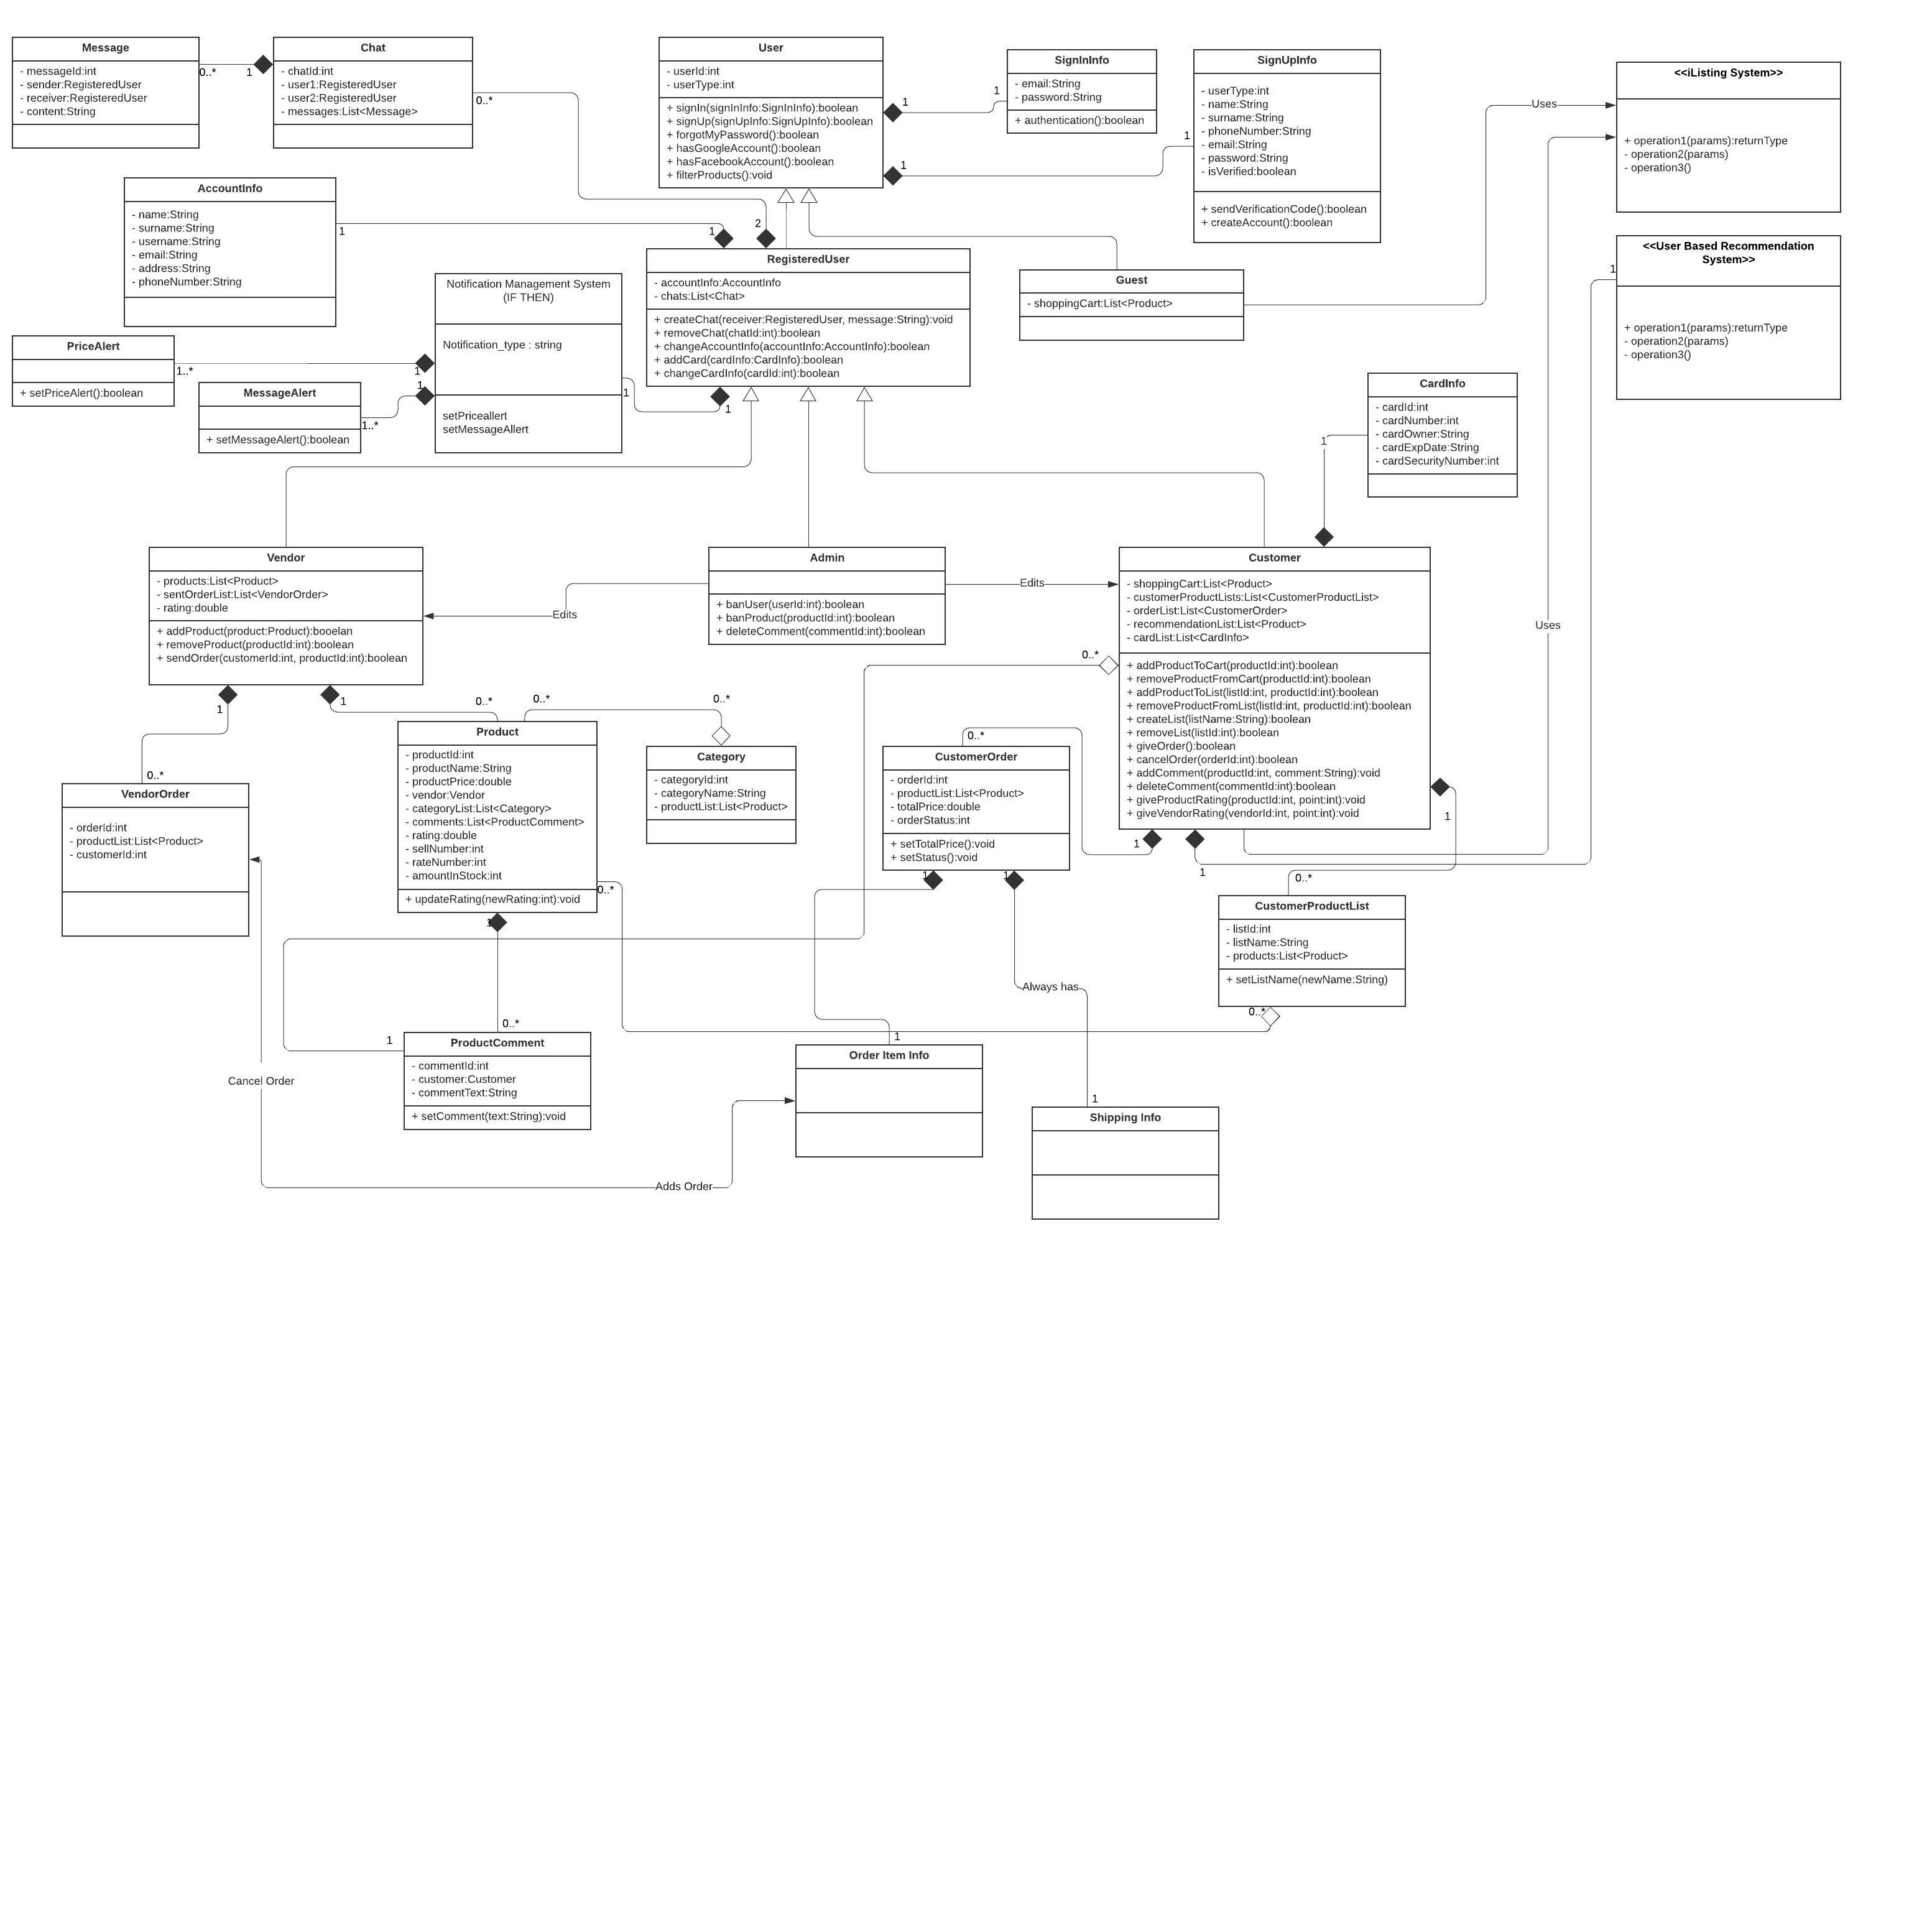 Message
- messageId:int
- sender:RegisteredUser
- receiver:RegisteredUser
- content:String
0..*
1
Chat
- chatId:int
- user1:RegisteredUser
- user2:RegisteredUser
- messages:List<Message>
0..*
User
- userId:int
- userType:int
+ signIn(signInInfo:SignInInfo):boolean
+ signUp(signUpInfo:SignUpInfo):boolean
+ forgotMyPassword():boolean
+ hasGoogleAccount():boolean
+ hasFacebookAccount():boolean
+ filterProducts():void
1
1
1
1
SignInInfo
- email:String
- password:String
+ authentication():boolean
SignUpInfo
- userType:int
- name:String
- surname:String
- phoneNumber:String
- email:String
- password:String
- isVerified:boolean
+ sendVerificationCode():boolean
+ createAccount():boolean
Uses
<<iListing System>>
+ operation1(params):returnType
- operation2(params)
- operation3()
<<User Based Recommendation
System>>
+ operation1(params):returnType
- operation2(params)
- operation3()
1
AccountInfo
- name:String
- surname:String
- username:String
- email:String
- address:String
- phoneNumber:String
1
1
2
Notification Management System
(IF THEN)
Notification_type : string
setPriceallert
setMessageAllert
1
1
RegisteredUser
- accountInfo:AccountInfo
- chats:List<Chat>
+ createChat(receiver:RegisteredUser, message:String):void
+ removeChat(chatId:int):boolean
+ changeAccountInfo(accountInfo:AccountInfo):boolean
+ addCard(cardInfo:CardInfo):boolean
+ changeCardInfo(cardId:int):boolean
Guest
- shoppingCart:List<Product>
PriceAlert
+ setPriceAlert():boolean
1..*
1
MessageAlert
+ setMessageAlert():boolean
1..*
1
CardInfo
- cardId:int
- cardNumber:int
- cardOwner:String
- cardExpDate:String
- cardSecurityNumber:int
1
Vendor
- products:List<Product>
- sentOrderList:List<VendorOrder>
- rating:double
+ addProduct(product:Product):booelan
+ removeProduct(productId:int):boolean
+ sendOrder(customerId:int, productId:int):boolean
Edits
Admin
+ banUser(userId:int):boolean
+ banProduct(productId:int):boolean
+ deleteComment(commentId:int):boolean
Edits
Customer
- shoppingCart:List<Product>
- customerProductLists:List<CustomerProductList>
- orderList:List<CustomerOrder>
- recommendationList:List<Product>
- cardList:List<CardInfo>
+ addProductToCart(productId:int):boolean
+ removeProductFromCart(productId:int):boolean
+ addProductToList(listId:int, productId:int):boolean
+ removeProductFromList(listId:int, productId:int):boolean
+ createList(listName:String):boolean
+ removeList(listId:int):boolean
+ giveOrder():boolean
+ cancelOrder(orderId:int):boolean
+ addComment(productId:int, comment:String):void
+ deleteComment(commentId:int):boolean
+ giveProductRating(productId:int, point:int):void
+ giveVendorRating(vendorId:int, point:int):void
Uses
0..*
1
1
0..*
0..*
0..*
Product
- productId:int
- productName:String
- productPrice:double
- vendor:Vendor
- categoryList:List<Category>
- comments:List<ProductComment>
- rating:double
- sellNumber:int
- rateNumber:int
- amountInStock:int
+ updateRating(newRating:int):void
Category
- categoryId:int
- categoryName:String
- productList:List<Product>
0..*
CustomerOrder
- orderId:int
- productList:List<Product>
- totalPrice:double
- orderStatus:int
+ setTotalPrice():void
+ setStatus():void
1
1
1
0..*
VendorOrder
- orderId:int
- productList:List<Product>
- customerId:int
0..*
1
1
1
0..*
CustomerProductList
- listId:int
- listName:String
- products:List<Product>
+ setListName(newName:String)
0..*
Always has
0..*
1
ProductComment
- commentId:int
- customer:Customer
- commentText:String
+ setComment(text:String):void
1
Order Item Info
1
Shipping Info
Cancel Order
Adds Order